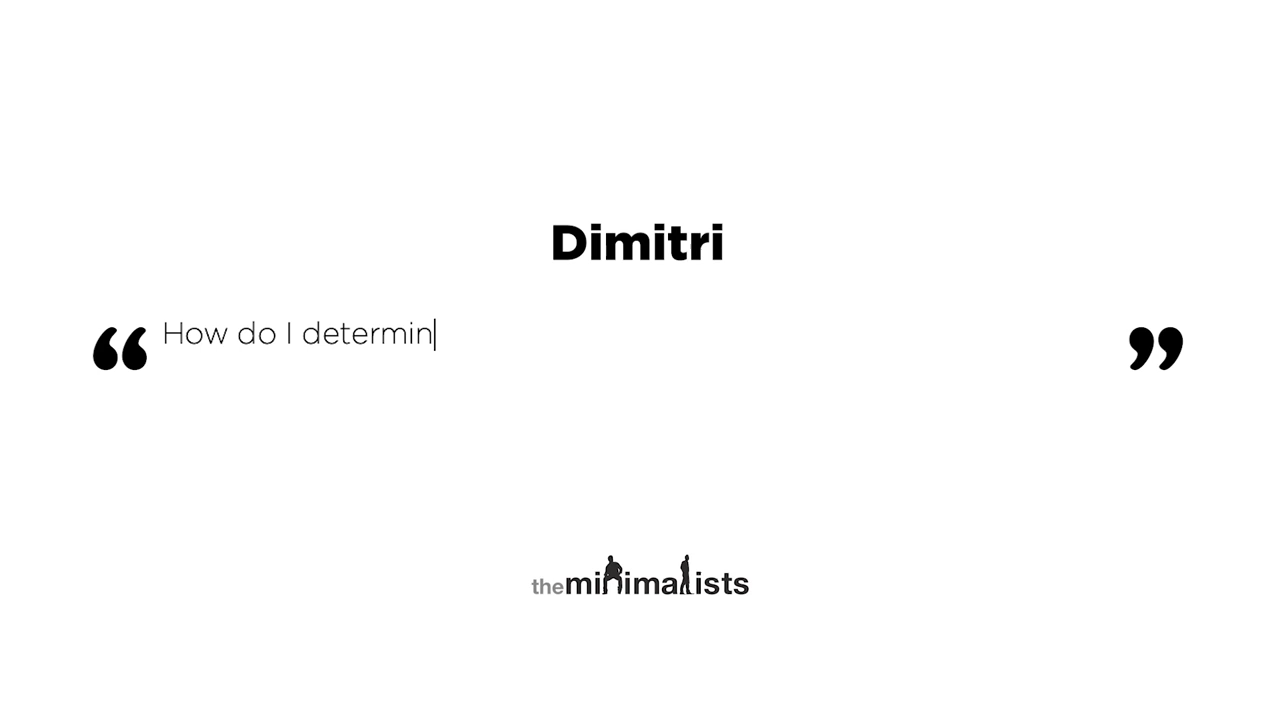 Dimitri
“ How do I determin ”
theminimalists